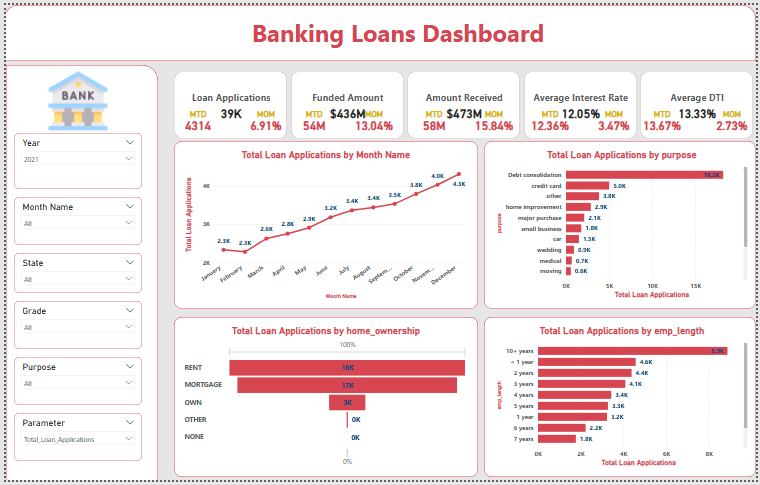 Banking Loans Dashboard
BANK
Year
2021
Month Name
All
State
All
Grade
All
Purpose
All
Parameter
Total_Loan_Applications
Loan Applications
MTD 39K MOM
4314 6.91%
Funded Amount
MTD $436M MOM
54M 13.04%
Amount Received
MTD $473M MOM
58M 15.84%
Average Interest Rate
MTD 12.05% MOM
12.36% 3.47%
Average DTI
MTD 13.33% MOM
13.67% 2.73%
Total Loan Applications by Month Name
Total Loan Applications
4K
3K
2K
2.3K 2.3K 2.6K 2.8K 2.9K 3.2K 3.4K 3.4K 3.5K 3.8K 4.0K 4.3K
January February March April May June July August Septem... October Novem... December
Month Name
Total Loan Applications by purpose
purpose
Debt consolidation 18.2K
credit card 5.0K
other 3.8K
home improvement 2.9K
major purchase 2.1K
small business 1.8K
car 1.5K
wedding 0.9K
medical 0.7K
moving 0.6K
0K 5K 10K 15K
Total Loan Applications
Total Loan Applications by home_ownership
100%
RENT 18K
MORTGAGE 17K
OWN 3K
OTHER 0K
NONE 0K
0%
Total Loan Applications by emp_length
emp_length
10+ years 8.9K
< 1 year 4.6K
2 years 4.4K
3 years 4.1K
4 years 3.4K
5 years 3.3K
1 year 3.2K
6 years 2.2K
7 years 1.8K
0K 2K 4K 6K 8K
Total Loan Applications